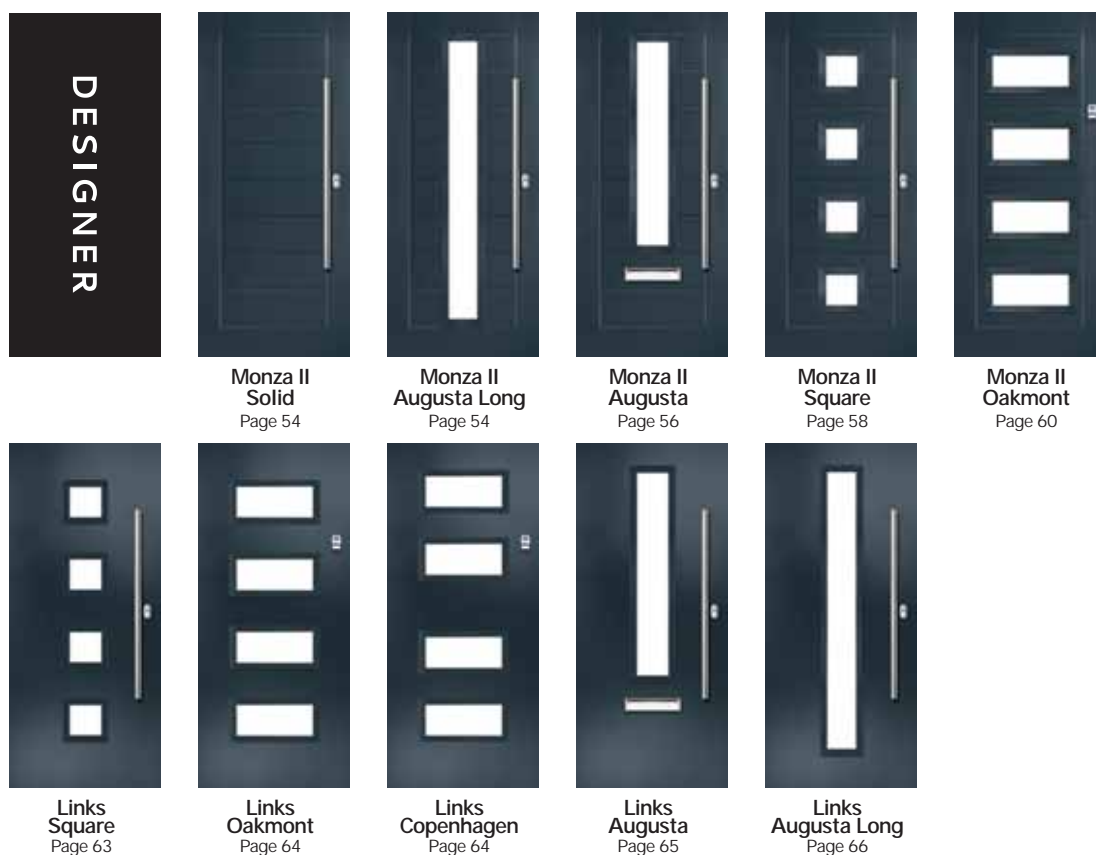 DESIGNER
Monza II
Solid
Page 54
Monza II
Augusta Long
Page 54
Monza II
Augusta
Page 56
Monza II
Square
Page 58
Monza II
Oakmont
Page 60
Links
Square
Page 63
Links
Oakmont
Page 64
Links
Copenhagen
Page 64
Links
Augusta
Page 65
Links
Augusta Long
Page 66